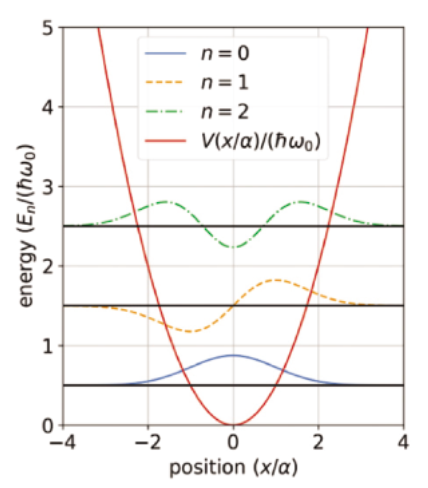 5
4
3
2
1
0
energy (Eₙ/(ħω₀)
n = 0
n = 1
n = 2
V(x/α)/(ħω₀)
−4 −2 0 2 4
position (x/α)